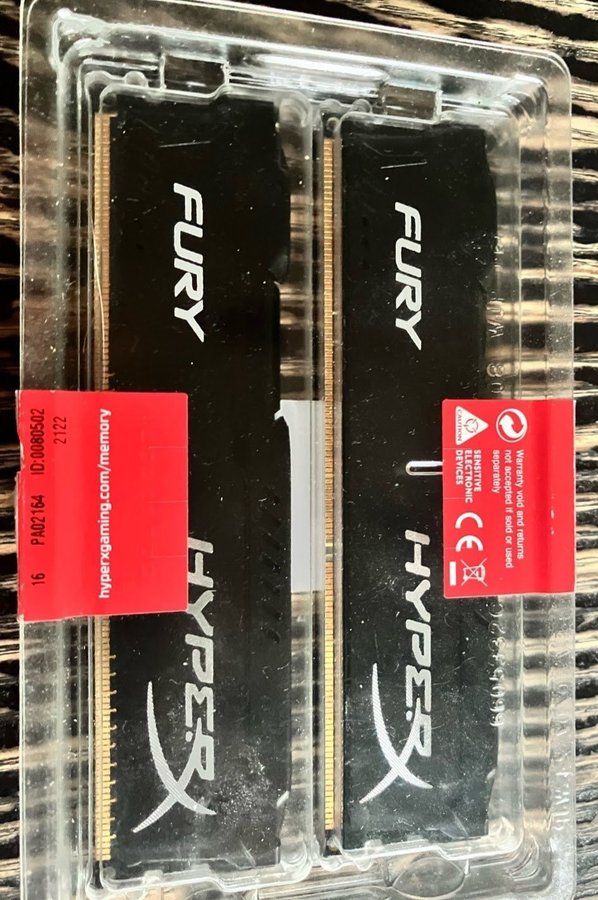 FURY
HYPERX
FURY
HYPERX
16 PA02164 ID:0080502
2122
hyperxgaming.com/memory
CAUTION
SENSITIVE
ELECTRONIC
DEVICES
CE
Warranty void and returns
not accepted if sold or used
separately